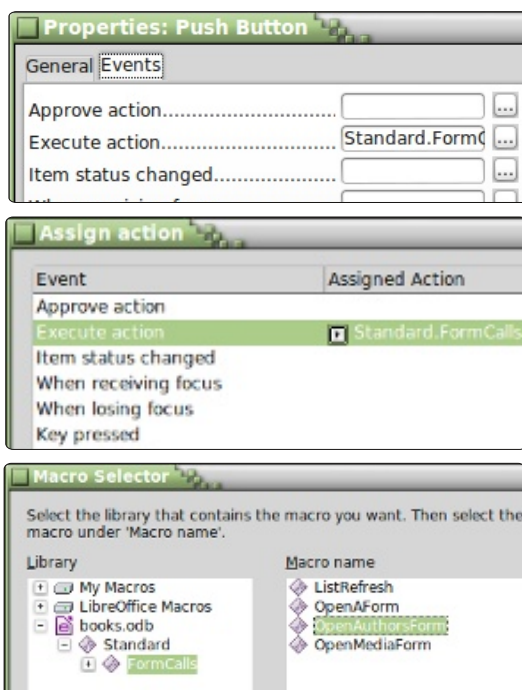 Properties: Push Button
General Events
Approve action............................... ...
Execute action............................... Standard.FormC ...
Item status changed....................... ...
Assign action
Event Assigned Action
Approve action
Execute action Standard.FormCalls
Item status changed
When receiving focus
When losing focus
Key pressed
Macro Selector
Select the library that contains the macro you want. Then select the
macro under 'Macro name'.
Library Macro name
My Macros ListRefresh
LibreOffice Macros OpenAForm
books.odb OpenAuthorsForm
Standard OpenMediaForm
FormCalls